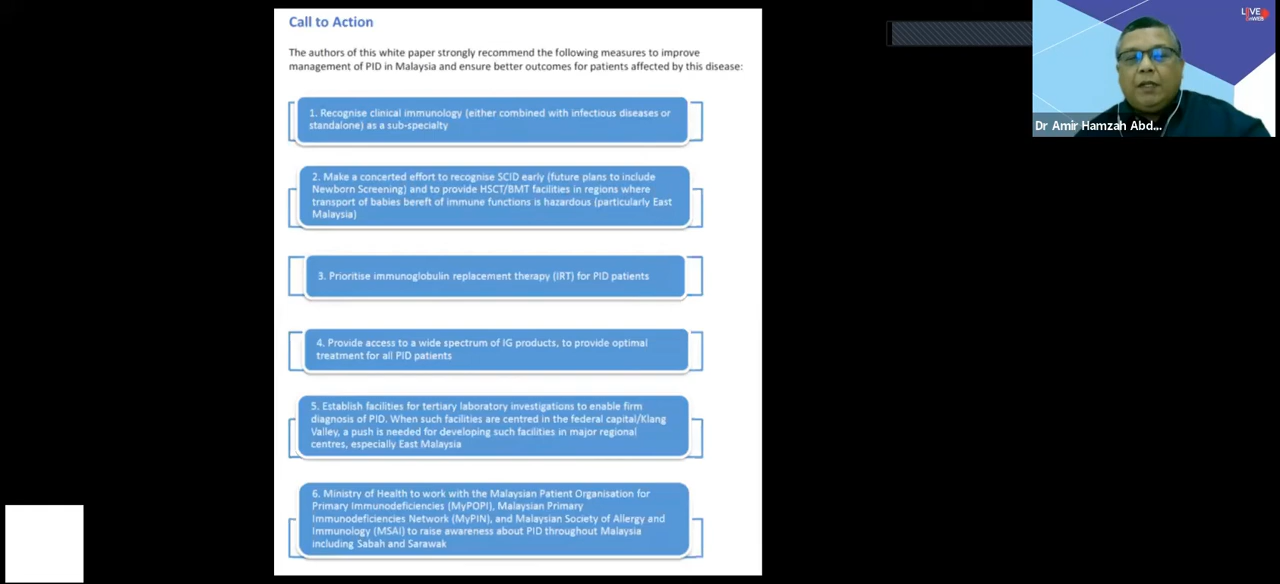 Call to Action
The authors of this white paper strongly recommend the following measures to improve
management of PID in Malaysia and ensure better outcomes for patients affected by this disease:
1. Recognise clinical immunology (either combined with infectious diseases or
standalone) as a sub-specialty
2. Make a concerted effort to recognise SCID early (future plans to include
Newborn Screening) and to provide HSCT/BMT facilities in regions where
transport of babies bereft of immune functions is hazardous (particularly East
Malaysia)
3. Prioritise immunoglobulin replacement therapy (IRT) for PID patients
4. Provide access to a wide spectrum of IG products, to provide optimal
treatment for all PID patients
5. Establish facilities for tertiary laboratory investigations to enable firm
diagnosis of PID. When such facilities are centred in the federal capital/Klang
Valley, a push is needed for developing such facilities in major regional
centres, especially East Malaysia
6. Ministry of Health to work with the Malaysian Patient Organisation for
Primary Immunodeficiencies (MyPOPI), Malaysian Primary
Immunodeficiencies Network (MyPIN), and Malaysian Society of Allergy and
Immunology (MSAI) to raise awareness about PID throughout Malaysia
including Sabah and Sarawak
LIVE
Dr Amir Hamzah Abd...